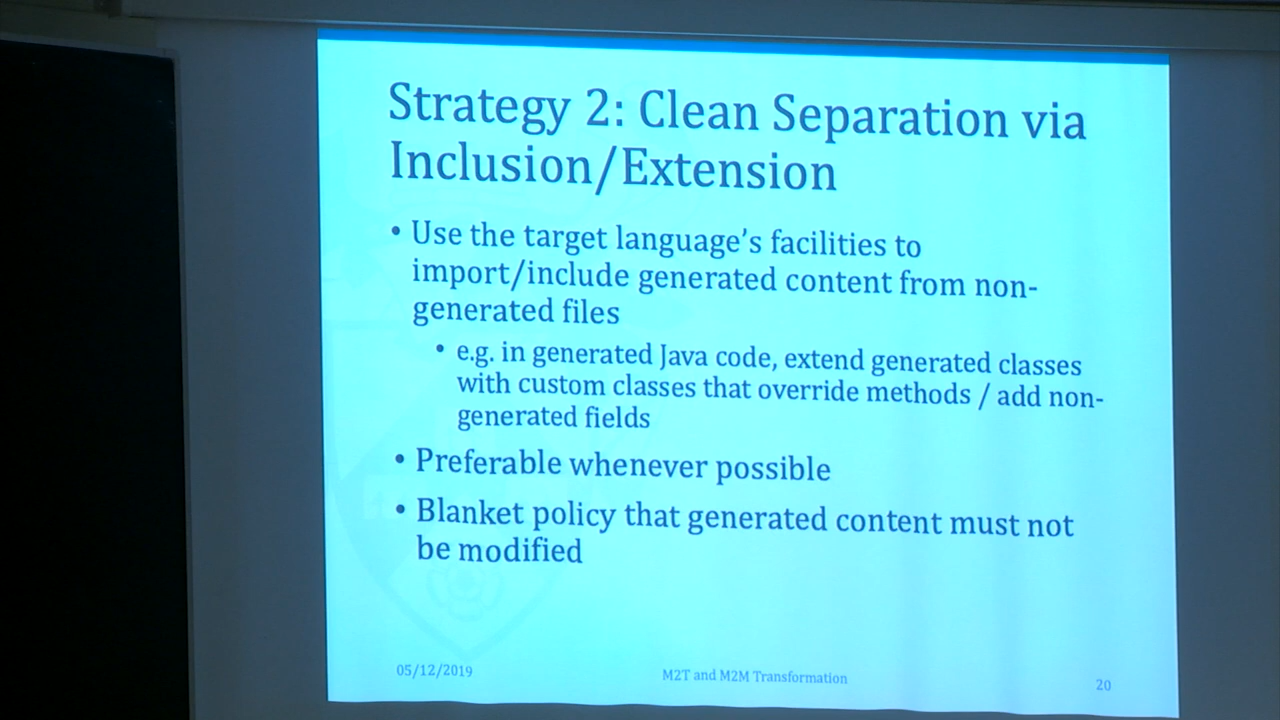 Strategy 2: Clean Separation via
Inclusion/Extension
• Use the target language's facilities to
import/include generated content from non-
generated files
• e.g. in generated Java code, extend generated classes
with custom classes that override methods / add non-
generated fields
• Preferable whenever possible
• Blanket policy that generated content must not
be modified
05/12/2019
M2T and M2M Transformation
20